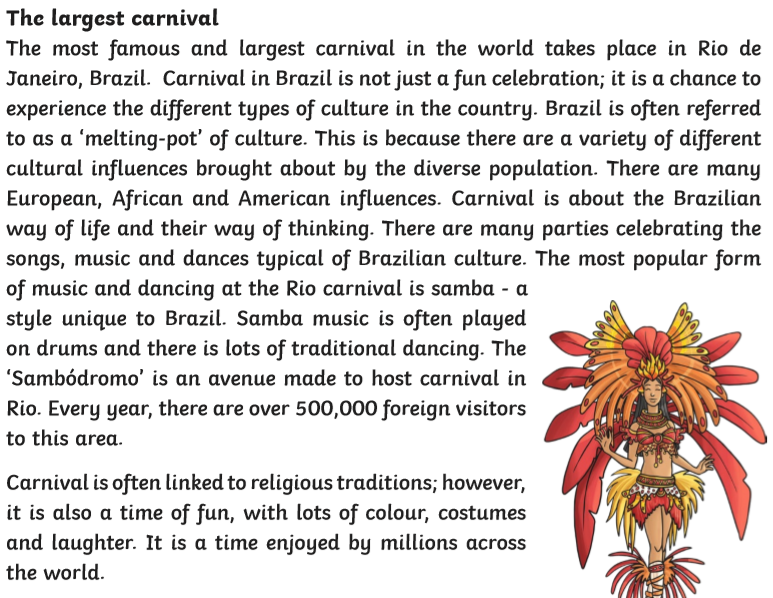 The largest carnival
The most famous and largest carnival in the world takes place in Rio de
Janeiro, Brazil.  Carnival in Brazil is not just a fun celebration; it is a chance to
experience the different types of culture in the country. Brazil is often referred
to as a ‘melting-pot’ of culture. This is because there are a variety of different
cultural influences brought about by the diverse population. There are many
European, African and American influences. Carnival is about the Brazilian
way of life and their way of thinking. There are many parties celebrating the
songs, music and dances typical of Brazilian culture. The most popular form
of music and dancing at the Rio carnival is samba - a
style unique to Brazil. Samba music is often played
on drums and there is lots of traditional dancing. The
‘Sambódromo’ is an avenue made to host carnival in
Rio. Every year, there are over 500,000 foreign visitors
to this area.
Carnival is often linked to religious traditions; however,
it is also a time of fun, with lots of colour, costumes
and laughter. It is a time enjoyed by millions across
the world.